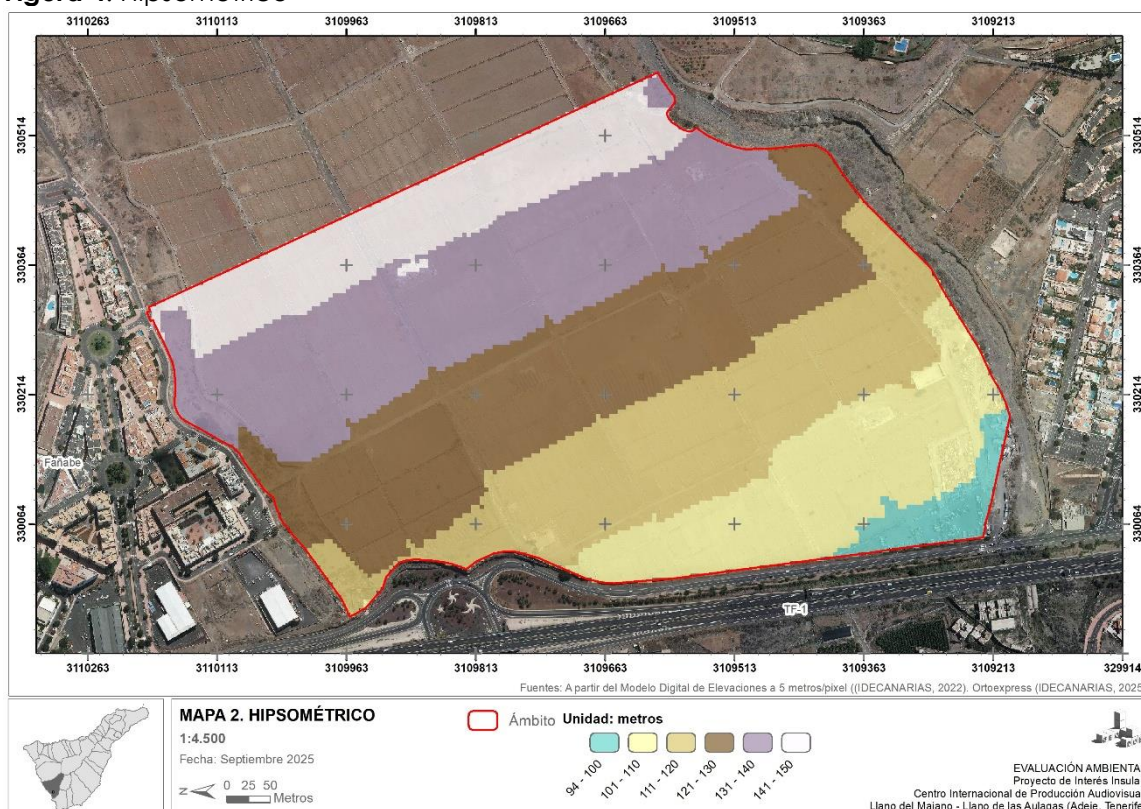 Hipsométrico
3110263 3110113 3109963 3109813 3109663 3109513 3109363 3109213
330514 330514
330364 330364
330214 330214
Fañabe
330064 330064
TF-1
3110263 3110113 3109963 3109813 3109663 3109513 3109363 3109213 329914
Fuentes: A partir del Modelo Digital de Elevaciones a 5 metros/pixel ((IDECANARIAS, 2022). Ortoexpress (IDECANARIAS, 2025
MAPA 2. HIPSOMÉTRICO
1:4.500
Fecha: Septiembre 2025
N 0 25 50
Metros
Ámbito Unidad: metros
94 - 100 101 - 110 111 - 120 121 - 130 131 - 140 141 - 150
EVALUACIÓN AMBIENTA
Proyecto de Interés Insula
Centro Internacional de Producción Audiovisua
Llano del Majano - Llano de las Aulagas (Adeje, Tenerife